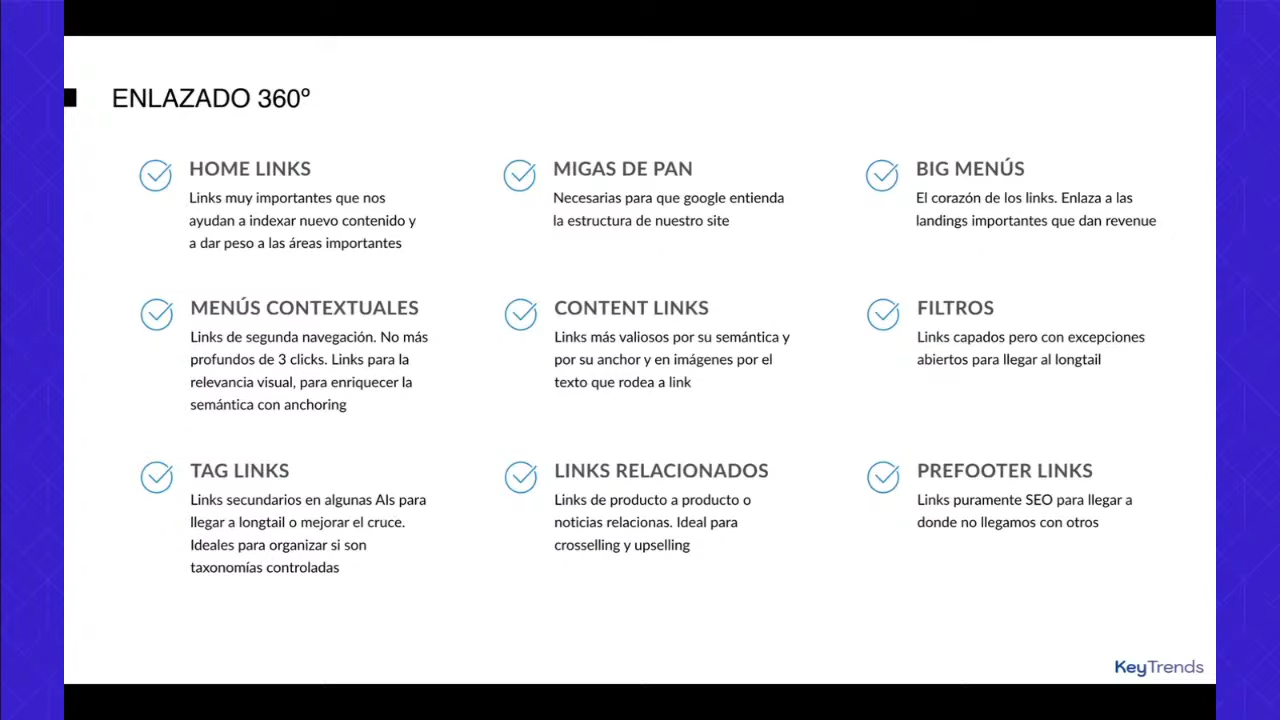 ENLAZADO 360º
HOME LINKS
Links muy importantes que nos
ayudan a indexar nuevo contenido y
a dar peso a las áreas importantes
MIGAS DE PAN
Necesarias para que google entienda
la estructura de nuestro site
BIG MENÚS
El corazón de los links. Enlaza a las
landings importantes que dan revenue
MENÚS CONTEXTUALES
Links de segunda navegación. No más
profundos de 3 clicks. Links para la
relevancia visual, para enriquecer la
semántica con anchoring
CONTENT LINKS
Links más valiosos por su semántica y
por su anchor y en imágenes por el
texto que rodea a link
FILTROS
Links capados pero con excepciones
abiertos para llegar al longtail
TAG LINKS
Links secundarios en algunas AIs para
llegar a longtail o mejorar el cruce.
Ideales para organizar si son
taxonomías controladas
LINKS RELACIONADOS
Links de producto a producto o
noticias relacionas. Ideal para
crosselling y upselling
PREFOOTER LINKS
Links puramente SEO para llegar a
donde no llegamos con otros
KeyTrends